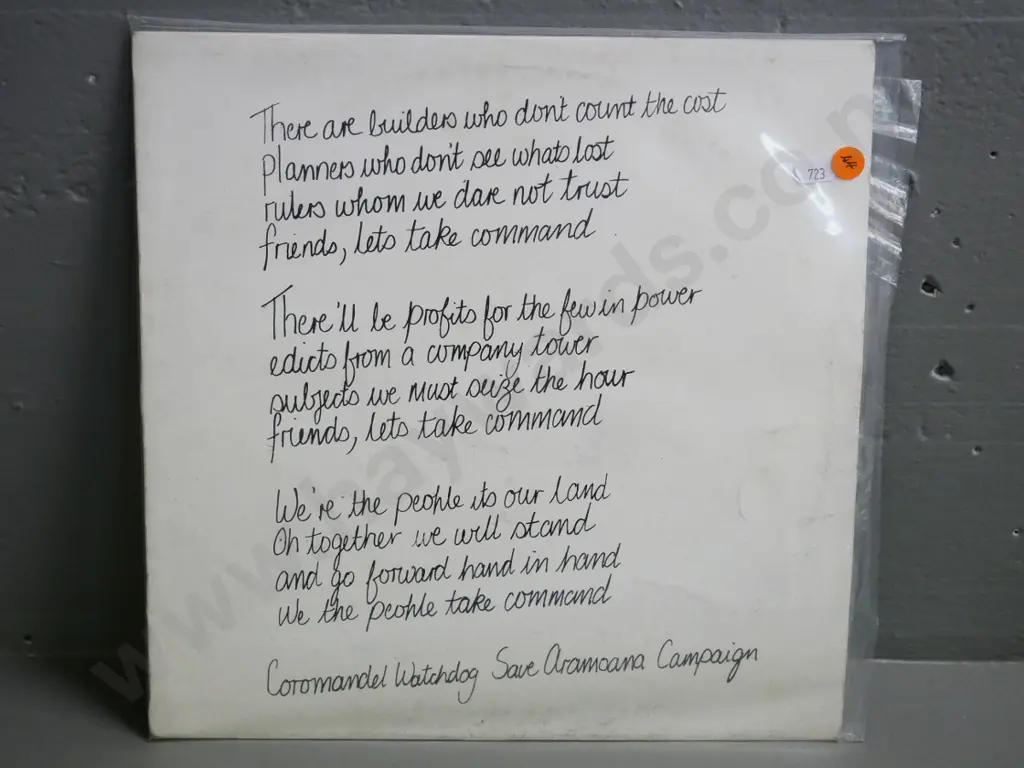 There are builders who don't count the cost
planners who don't see whats lost
rulers whom we dare not trust
friends, lets take command
There'll be profits for the few in power
edicts from a company tower
subjects we must seize the hour
friends, lets take command
We're the people its our land
Oh together we will stand
and go forward hand in hand
We the people take command
Coromandel Watchdog Save Aramoana Campaign
723